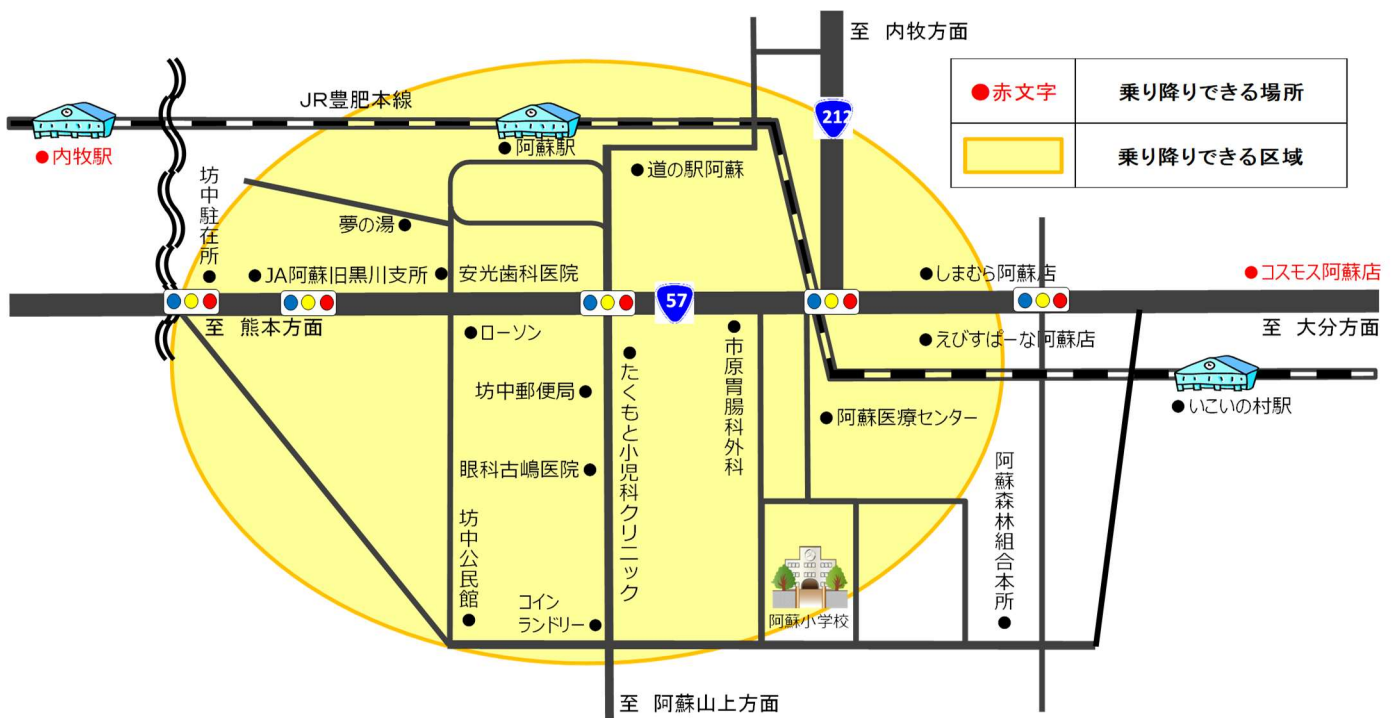 至 内牧方面
●赤文字
乗り降りできる場所
乗り降りできる区域
212
JR豊肥本線
内牧駅
阿蘇駅
道の駅阿蘇
坊中駐在所
夢の湯
JA阿蘇旧黒川支所
安光歯科医院
しまむら阿蘇店
コスモス阿蘇店
57
至 熊本方面
至 大分方面
ローソン
市原胃腸科外科
えびすぱーな阿蘇店
たくもと小児科クリニック
坊中郵便局
いこいの村駅
阿蘇医療センター
眼科古嶋医院
阿蘇森林組合本所
坊中公民館
コイン
ランドリー
阿蘇小学校
至 阿蘇山上方面